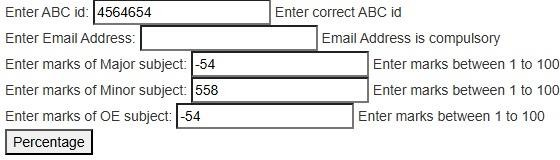 Enter ABC id: 4564654 Enter correct ABC id
Enter Email Address: Email Address is compulsory
Enter marks of Major subject: -54 Enter marks between 1 to 100
Enter marks of Minor subject: 558 Enter marks between 1 to 100
Enter marks of OE subject: -54 Enter marks between 1 to 100
Percentage